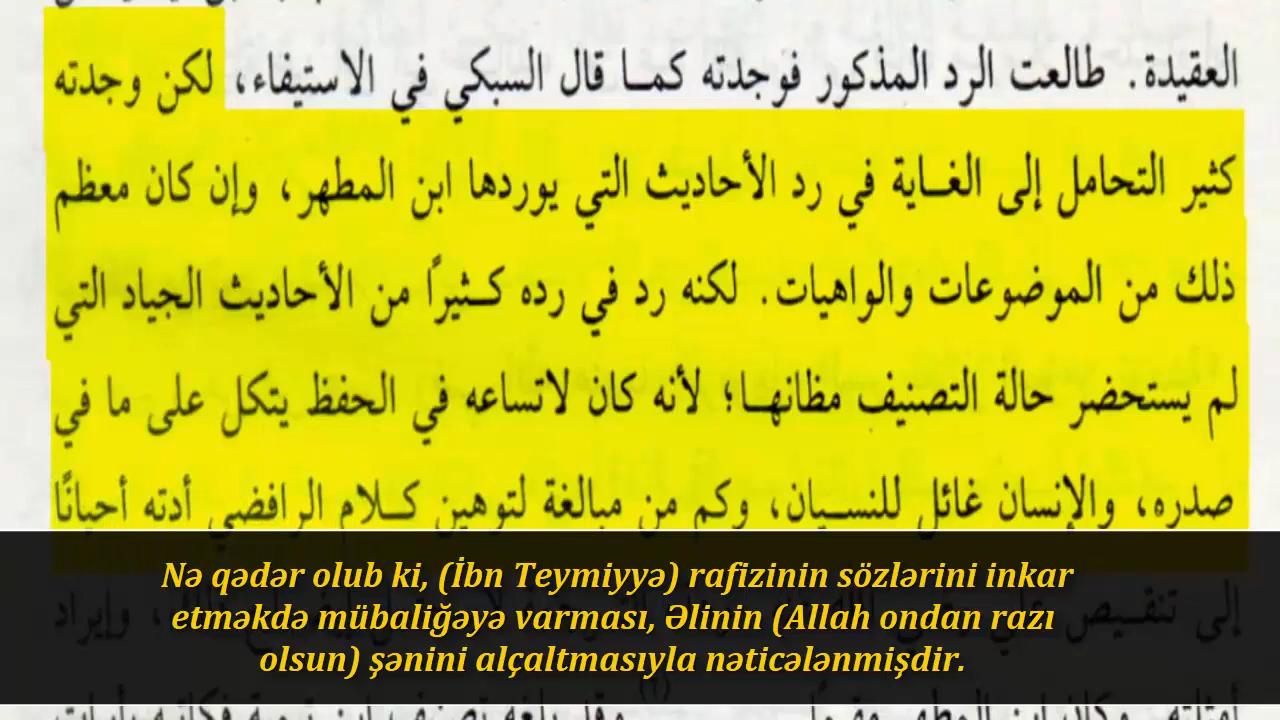 العقيدة. طالعت الرد المذكور فوجدته كما قال السبكي في الاستيفاء، لكن وجدته
كثير التحامل إلى الغاية في رد الأحاديث التي يوردها ابن المطهر، وإن كان معظم
ذلك من الموضوعات والواهيات. لكنه رد في رده كثيرًا من الأحاديث الجياد التي
لم يستحضر حالة التصنيف مظانها؛ لأنه كان لاتساعه في الحفظ يتكل على ما في
صدره، والإنسان غائل للنسيان، وكم من مبالغة لتوهين كلام الرافضي أدته أحيانًا
Nə qədər olub ki, (İbn Teymiyyə) rafizinin sözlərini inkar
etməkdə mübaliğəyə varması, Əlinin (Allah ondan razı
olsun) şənini alçaltmasıyla nəticələnmişdir.